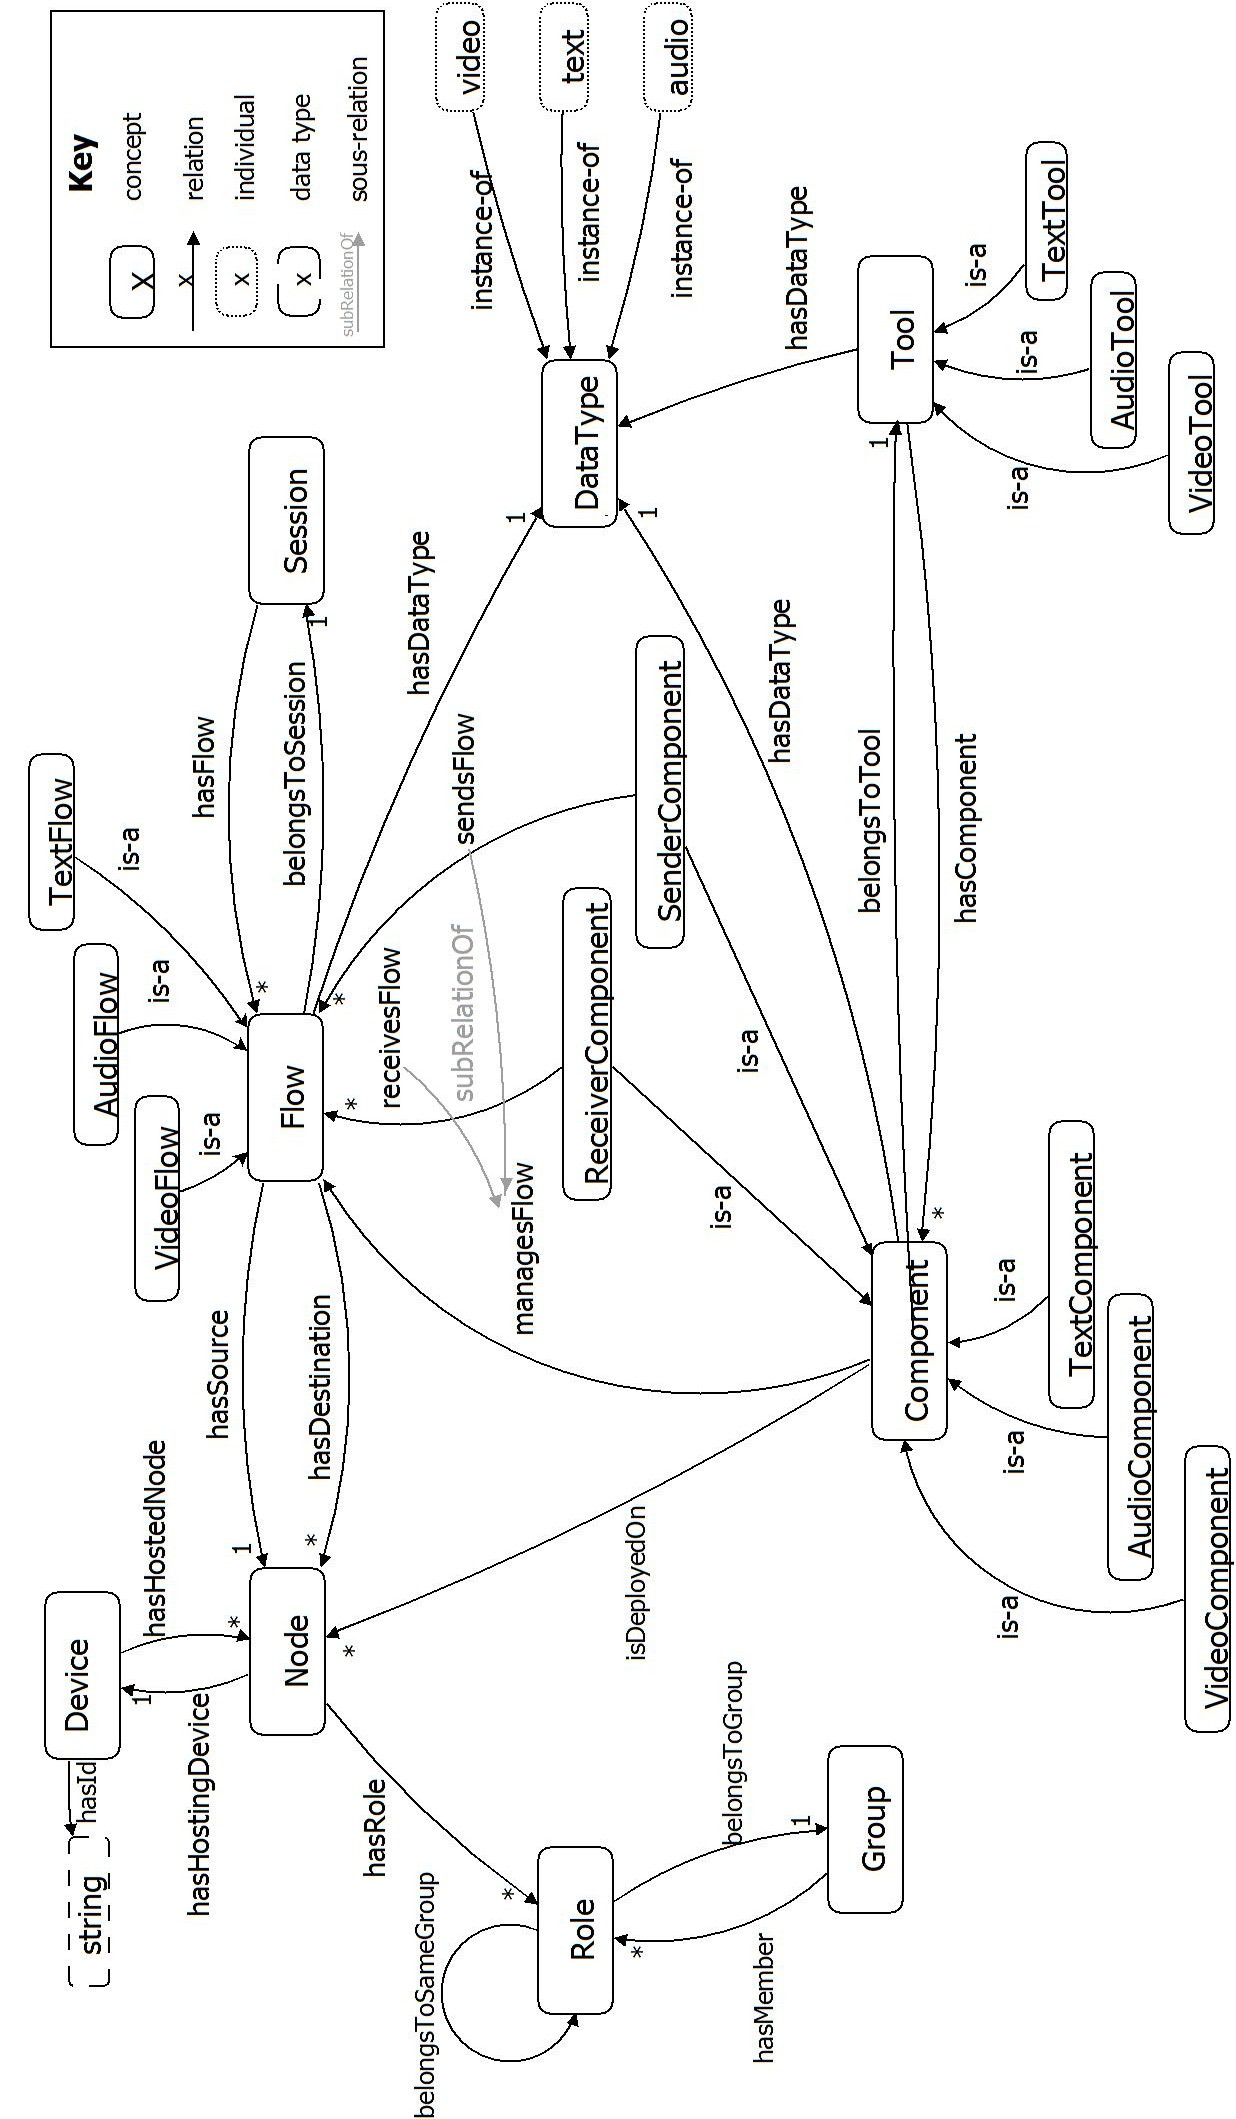 string
hasId
Device
hasHostingDevice
1
hasHostedNode
*
Node
hasSource
1
hasDestination
*
hasRole
*
belongsToSameGroup
Role
belongsToGroup
1
hasMember
*
Group
isDeployedOn
*
VideoFlow
is-a
AudioFlow
is-a
TextFlow
is-a
Flow
hasFlow
*
belongsToSession
1
Session
hasDataType
1
*
sendsFlow
receivesFlow
*
subRelationOf
managesFlow
ReceiverComponent
is-a
SenderComponent
is-a
hasDataType
1
DataType
instance-of
video
instance-of
text
instance-of
audio
hasDataType
Component
belongsToTool
1
hasComponent
*
Tool
is-a
TextTool
is-a
AudioTool
is-a
VideoTool
is-a
TextComponent
is-a
AudioComponent
is-a
VideoComponent
Key
X concept
x relation
x individual
x data type
subRelationOf sous-relation